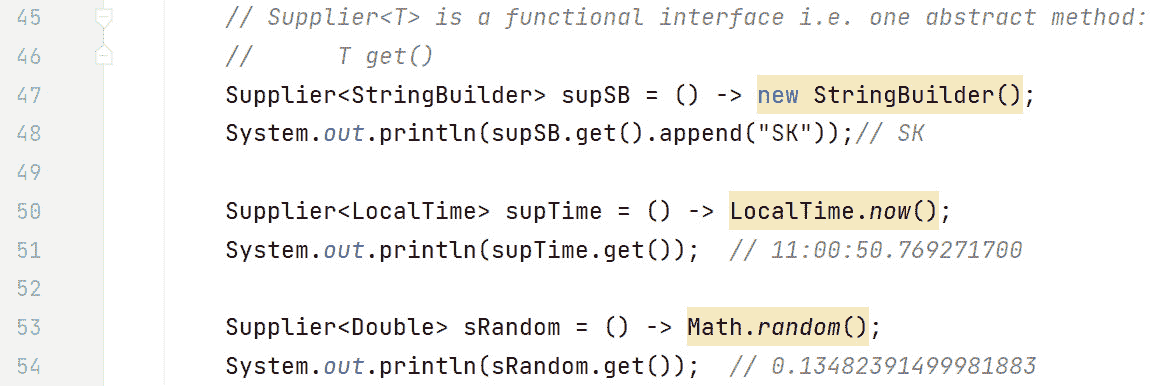 45 // Supplier<T> is a functional interface i.e. one abstract method:
46 //      T get()
47 Supplier<StringBuilder> supSB = () -> new StringBuilder();
48 System.out.println(supSB.get().append("SK"));// SK
49
50 Supplier<LocalTime> supTime = () -> LocalTime.now();
51 System.out.println(supTime.get());  // 11:00:50.769271700
52
53 Supplier<Double> sRandom = () -> Math.random();
54 System.out.println(sRandom.get());  // 0.13482391499981883